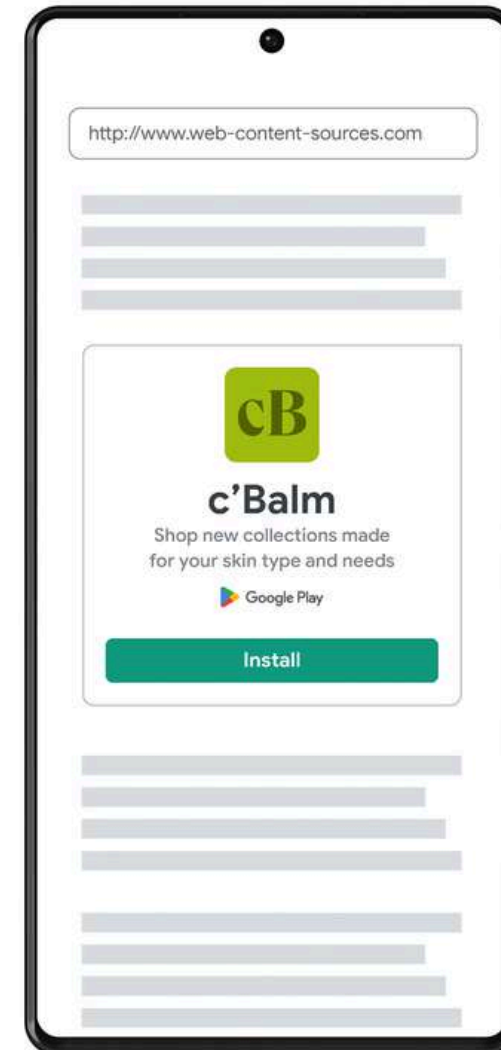 http://www.web-content-sources.com
cB
c’Balm
Shop new collections made
for your skin type and needs
Google Play
Install